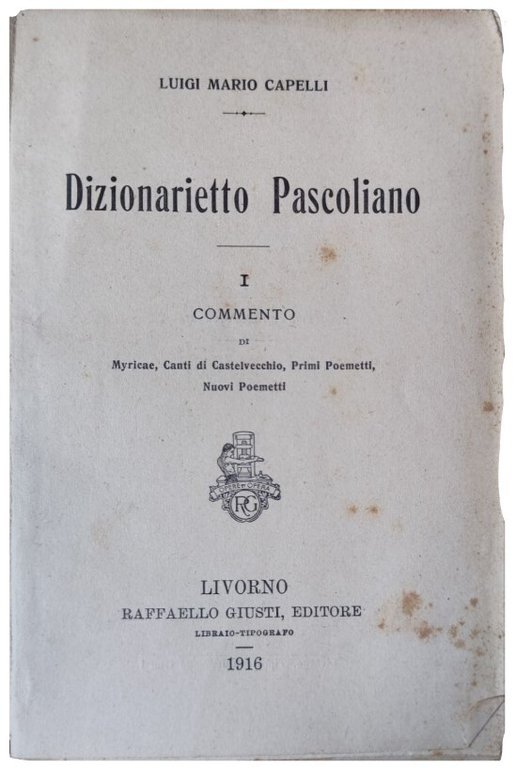 LUIGI MARIO CAPELLI
Dizionarietto Pascoliano
I
COMMENTO
DI
Myricae, Canti di Castelvecchio, Primi Poemetti,
Nuovi Poemetti
RG
LIVORNO
RAFFAELLO GIUSTI, EDITORE
LIBRAIO-TIPOGRAFO
1916